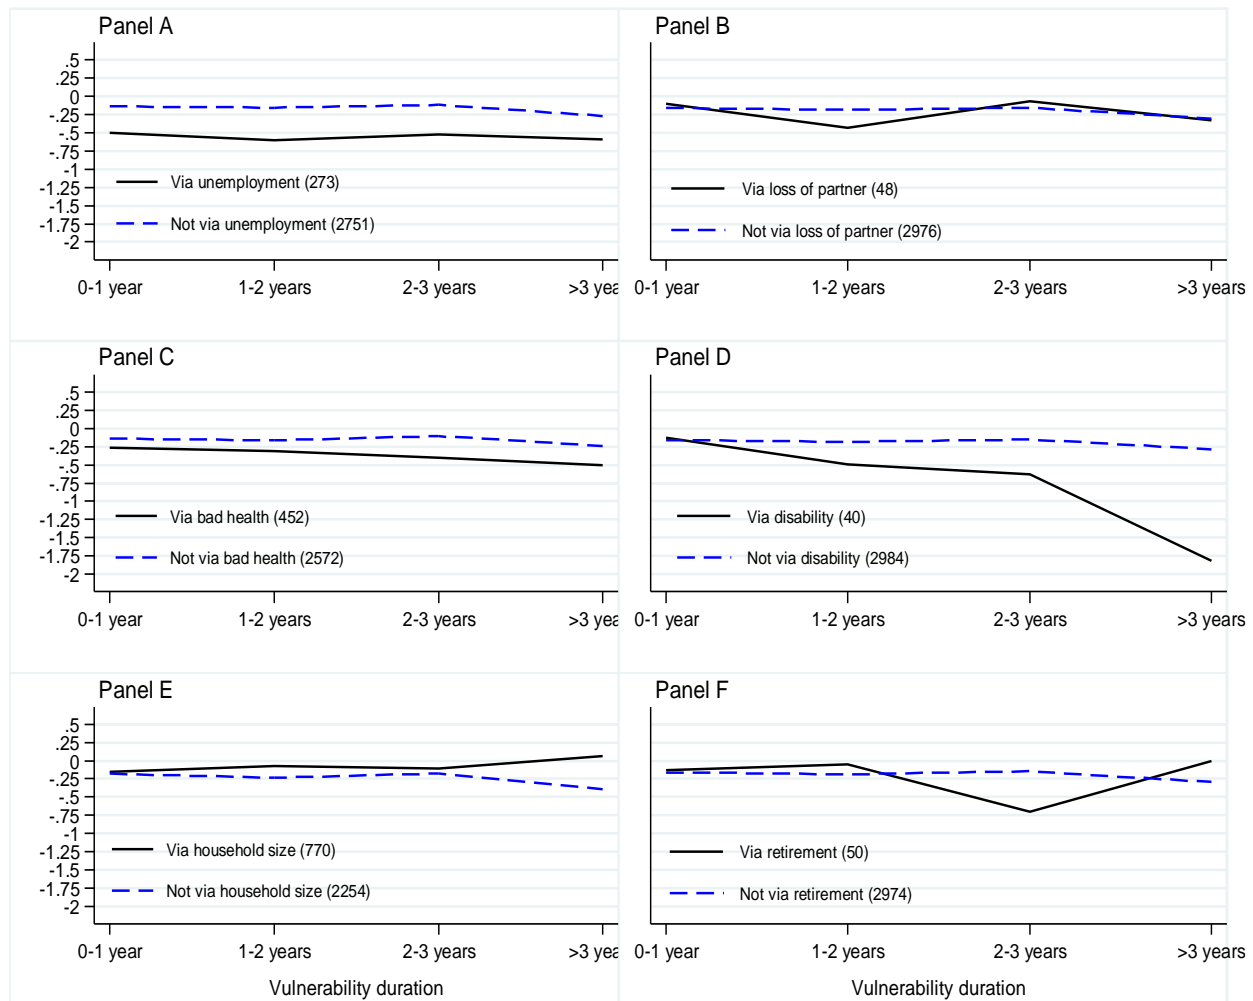 Panel A
.5
.25
0
-.25
-.5
-.75
-1
-1.25
-1.5
-1.75
-2
Via unemployment (273)
Not via unemployment (2751)
0-1 year
1-2 years
2-3 years
>3 yea
Panel B
Via loss of partner (48)
Not via loss of partner (2976)
0-1 year
1-2 years
2-3 years
>3 years
Panel C
.5
.25
0
-.25
-.5
-.75
-1
-1.25
-1.5
-1.75
-2
Via bad health (452)
Not via bad health (2572)
0-1 year
1-2 years
2-3 years
>3 yea
Panel D
Via disability (40)
Not via disability (2984)
0-1 year
1-2 years
2-3 years
>3 years
Panel E
.5
.25
0
-.25
-.5
-.75
-1
-1.25
-1.5
-1.75
-2
Via household size (770)
Not via household size (2254)
0-1 year
1-2 years
2-3 years
>3 yea
Vulnerability duration
Panel F
Via retirement (50)
Not via retirement (2974)
0-1 year
1-2 years
2-3 years
>3 years
Vulnerability duration